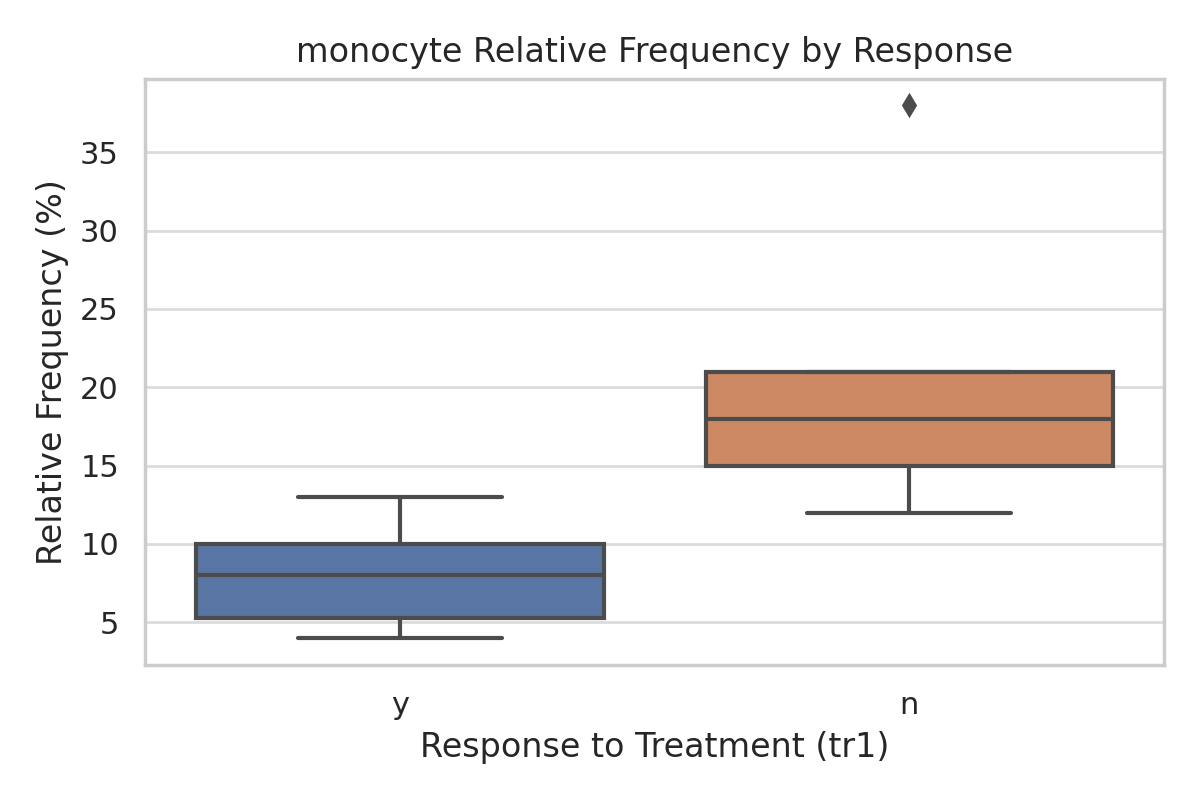 monocyte Relative Frequency by Response
Relative Frequency (%)
35
30
25
20
15
10
5
y n
Response to Treatment (tr1)